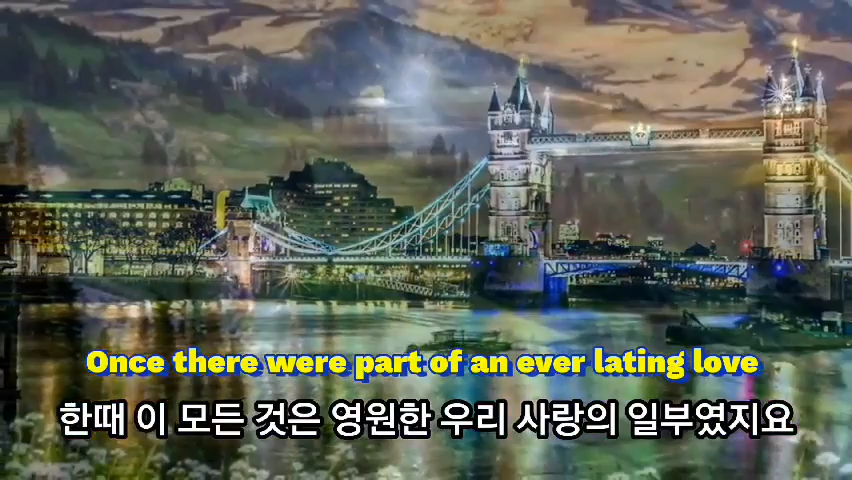 Once there were part of an ever lating love
한때 이 모든 것은 영원한 우리 사랑의 일부였지요